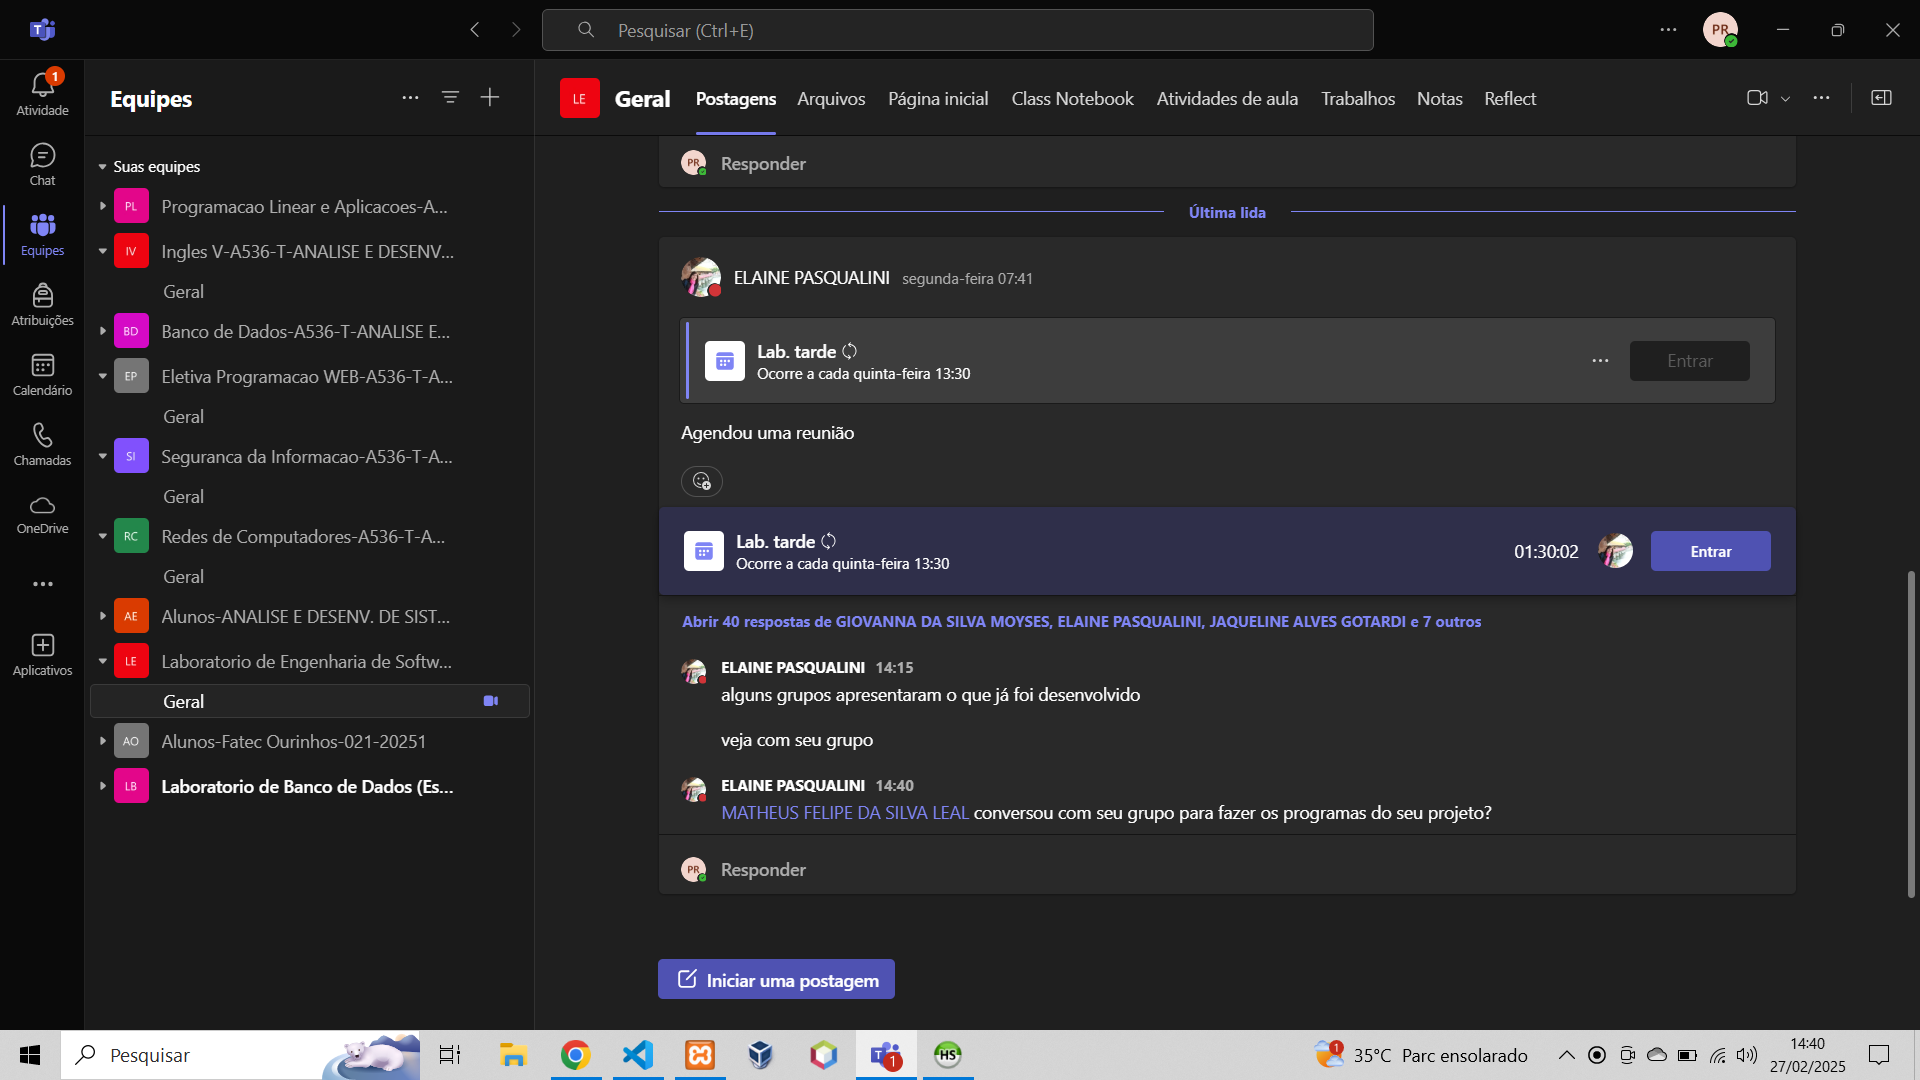 Pesquisar (Ctrl+E)
PR
1
Atividade
Chat
Equipes
Atribuições
Calendário
Chamadas
OneDrive
Aplicativos
Equipes
Suas equipes
PL Programacao Linear e Aplicacoes-A...
IV Ingles V-A536-T-ANALISE E DESENV...
Geral
BD Banco de Dados-A536-T-ANALISE E...
EP Eletiva Programacao WEB-A536-T-A...
Geral
SI Seguranca da Informacao-A536-T-A...
Geral
RC Redes de Computadores-A536-T-A...
Geral
AE Alunos-ANALISE E DESENV. DE SIST...
LE Laboratorio de Engenharia de Softw...
Geral
AO Alunos-Fatec Ourinhos-021-20251
LB Laboratorio de Banco de Dados (Es...
LE Geral Postagens Arquivos Página inicial Class Notebook Atividades de aula Trabalhos Notas Reflect
PR Responder
Última lida
ELAINE PASQUALINI segunda-feira 07:41
Lab. tarde
Ocorre a cada quinta-feira 13:30
Entrar
Agendou uma reunião
Lab. tarde
Ocorre a cada quinta-feira 13:30
01:30:02 Entrar
Abrir 40 respostas de GIOVANNA DA SILVA MOYSES, ELAINE PASQUALINI, JAQUELINE ALVES GOTARDI e 7 outros
ELAINE PASQUALINI 14:15
alguns grupos apresentaram o que já foi desenvolvido
veja com seu grupo
ELAINE PASQUALINI 14:40
MATHEUS FELIPE DA SILVA LEAL conversou com seu grupo para fazer os programas do seu projeto?
PR Responder
Iniciar uma postagem
Pesquisar
1
HS
1
35°C Parc ensolarado
14:40
27/02/2025